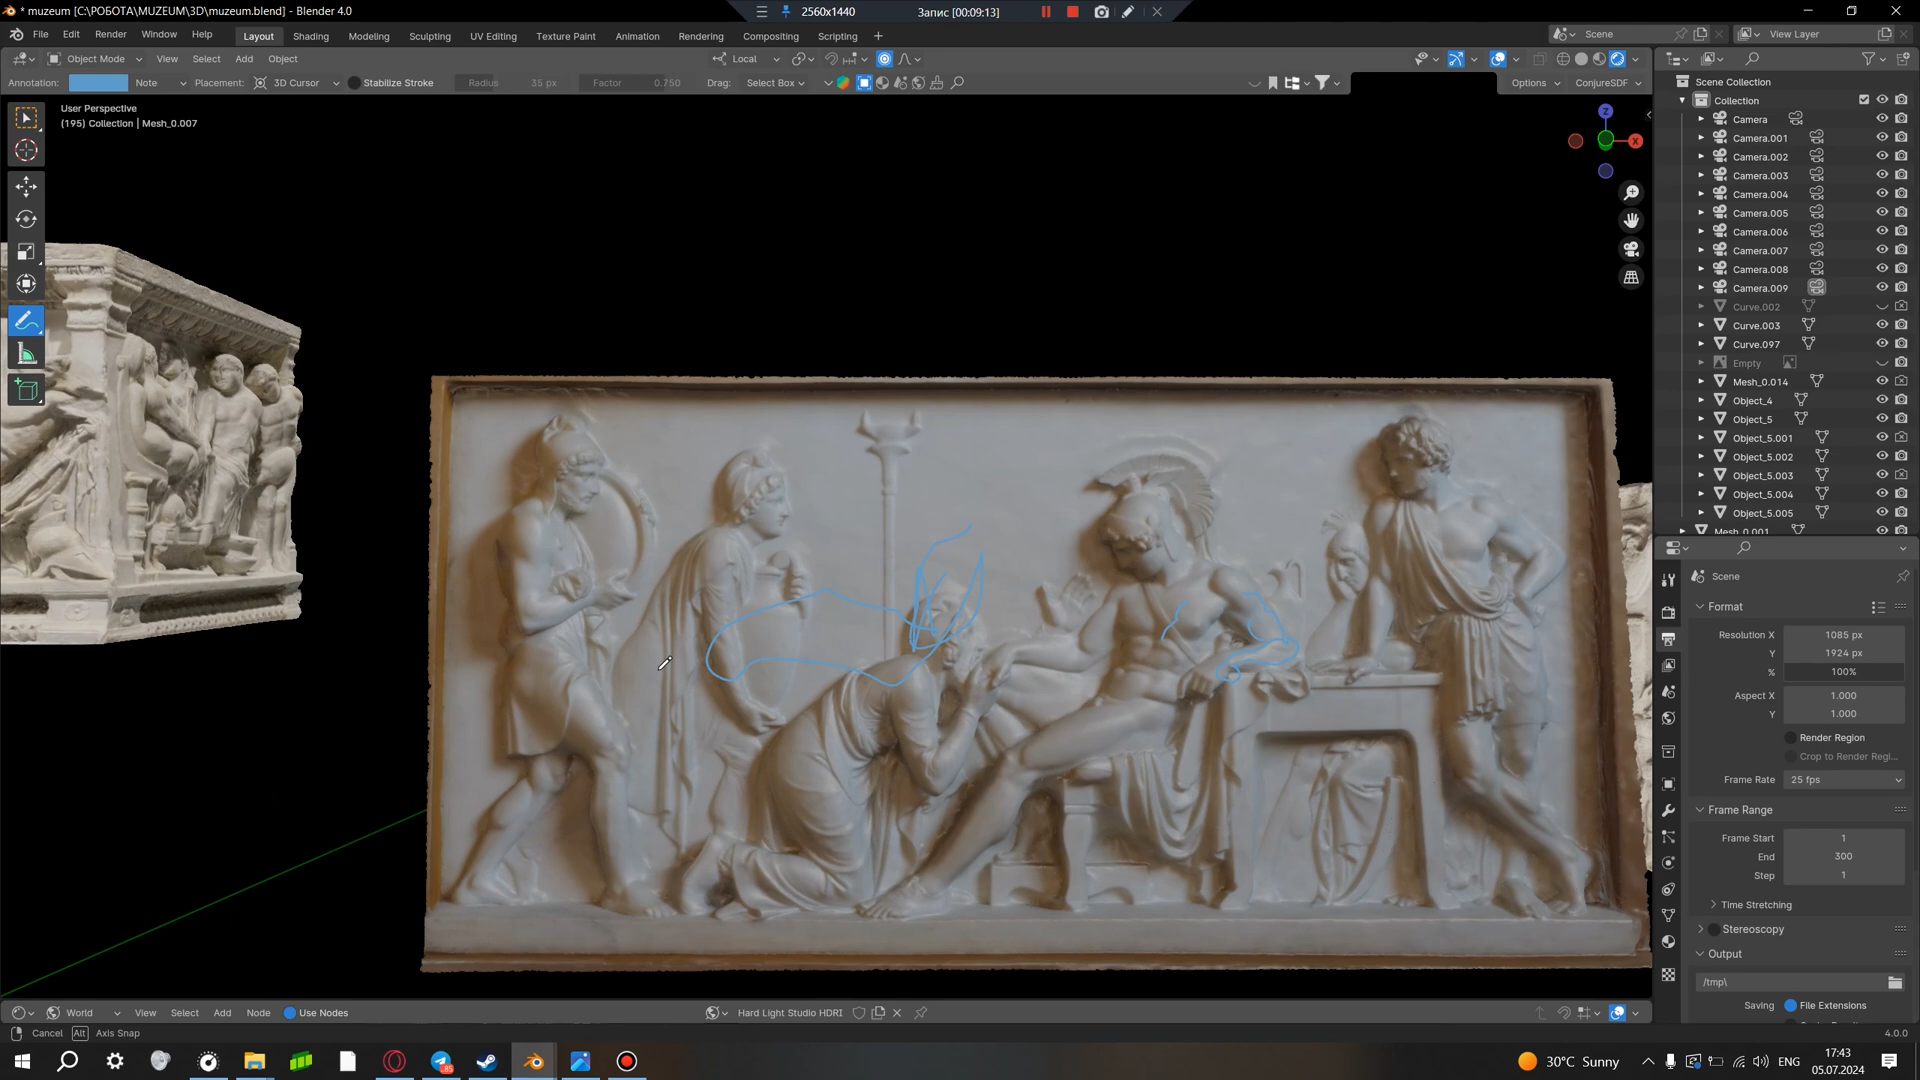 * muzeum [C:\РОБОТА\MUZEUM\3D\muzeum.blend] - Blender 4.0
2560x1440
Запис [00:09:13]
File Edit Render Window Help
Layout Shading Modeling Sculpting UV Editing Texture Paint Animation Rendering Compositing Scripting +
Scene
View Layer
Object Mode View Select Add Object
Local
Annotation: Note Placement: 3D Cursor Stabilize Stroke Radius 35 px Factor 0.750 Drag: Select Box
Options ConjureSDF
User Perspective
(195) Collection | Mesh_0.007
Z
X
Scene Collection
Collection
Camera
Camera.001
Camera.002
Camera.003
Camera.004
Camera.005
Camera.006
Camera.007
Camera.008
Camera.009
Curve.002
Curve.003
Curve.097
Empty
Mesh_0.014
Object_4
Object_5
Object_5.001
Object_5.002
Object_5.003
Object_5.004
Object_5.005
Mesh_0.001
Scene
Format
Resolution X 1085 px
Y 1924 px
% 100%
Aspect X 1.000
Y 1.000
Render Region
Crop to Render Regi...
Frame Rate 25 fps
Frame Range
Frame Start 1
End 300
Step 1
Time Stretching
Stereoscopy
Output
/tmp\
Saving File Extensions
World View Select Add Node Use Nodes
Hard Light Studio HDRI
Cancel Alt Axis Snap
4.0.0
30°C Sunny
ENG
17:43
05.07.2024